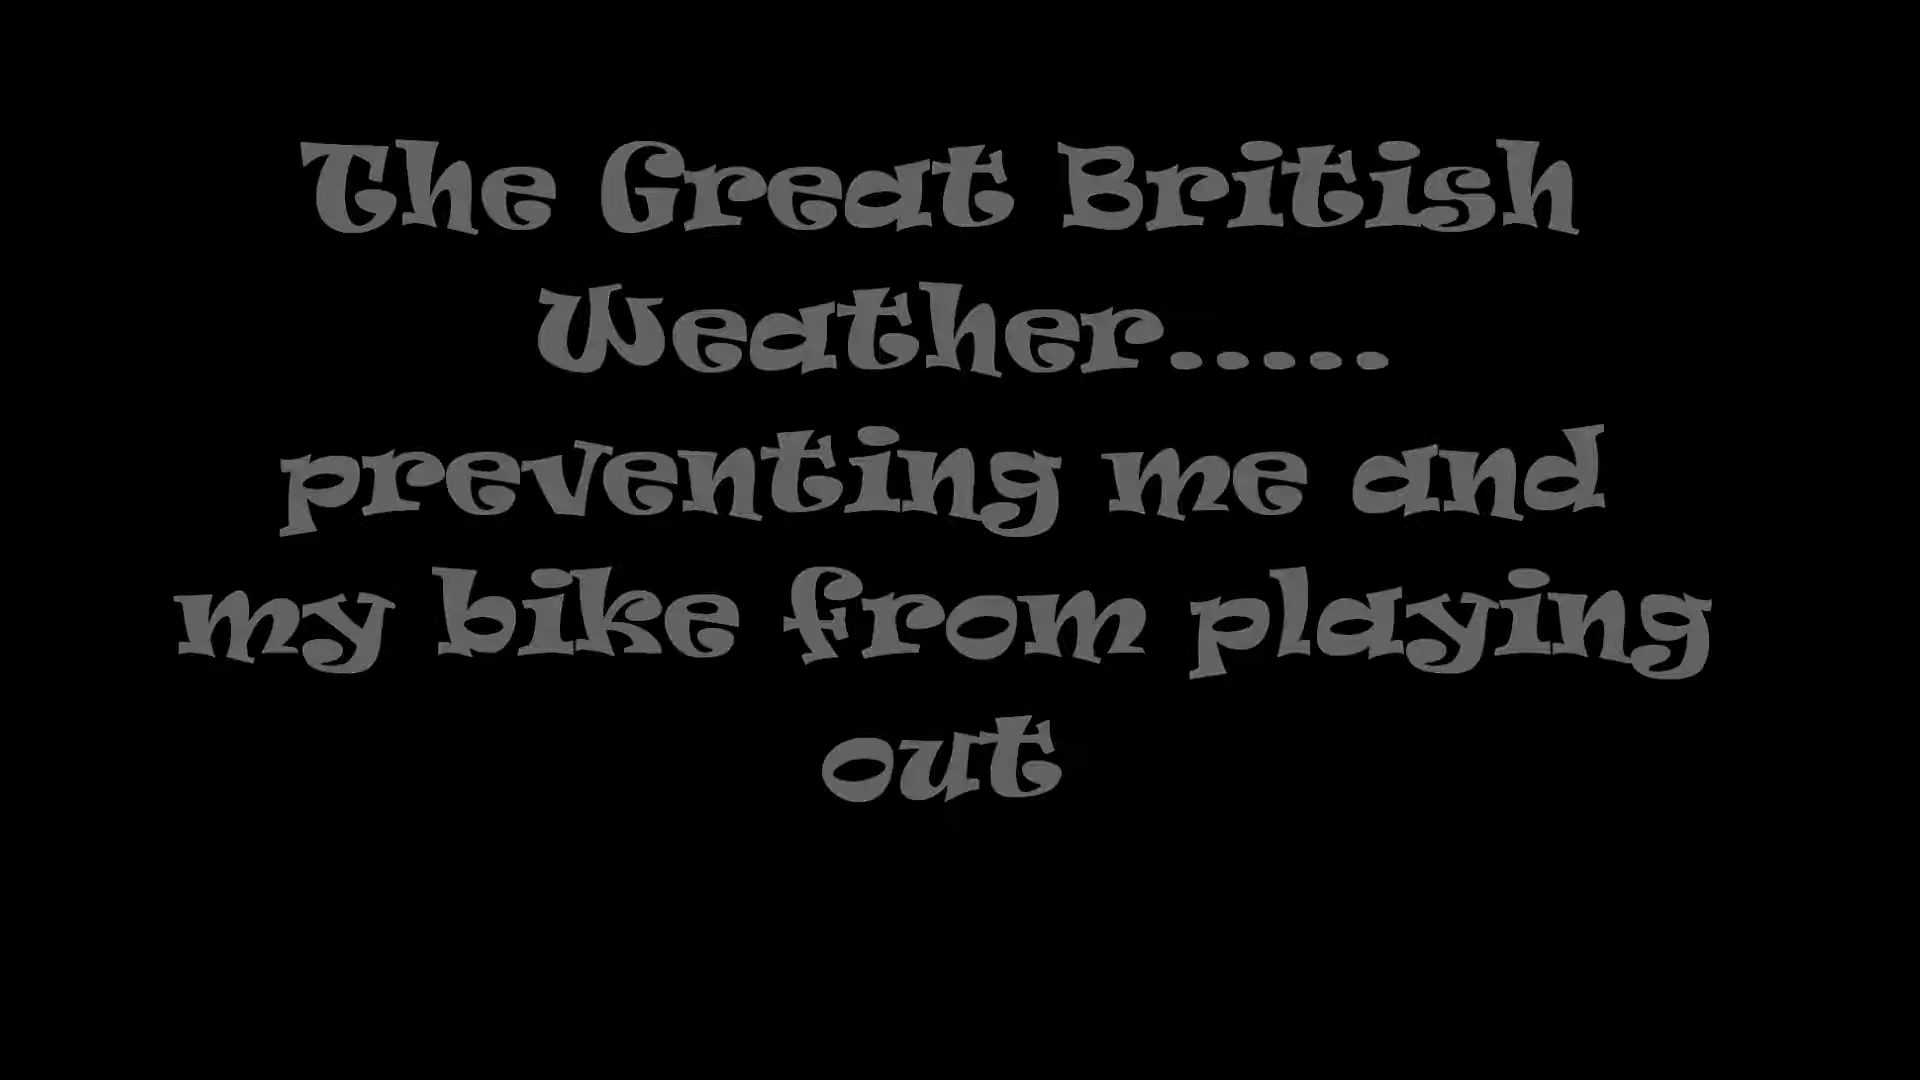 The Great British
Weather.....
preventing me and
my bike from playing
out